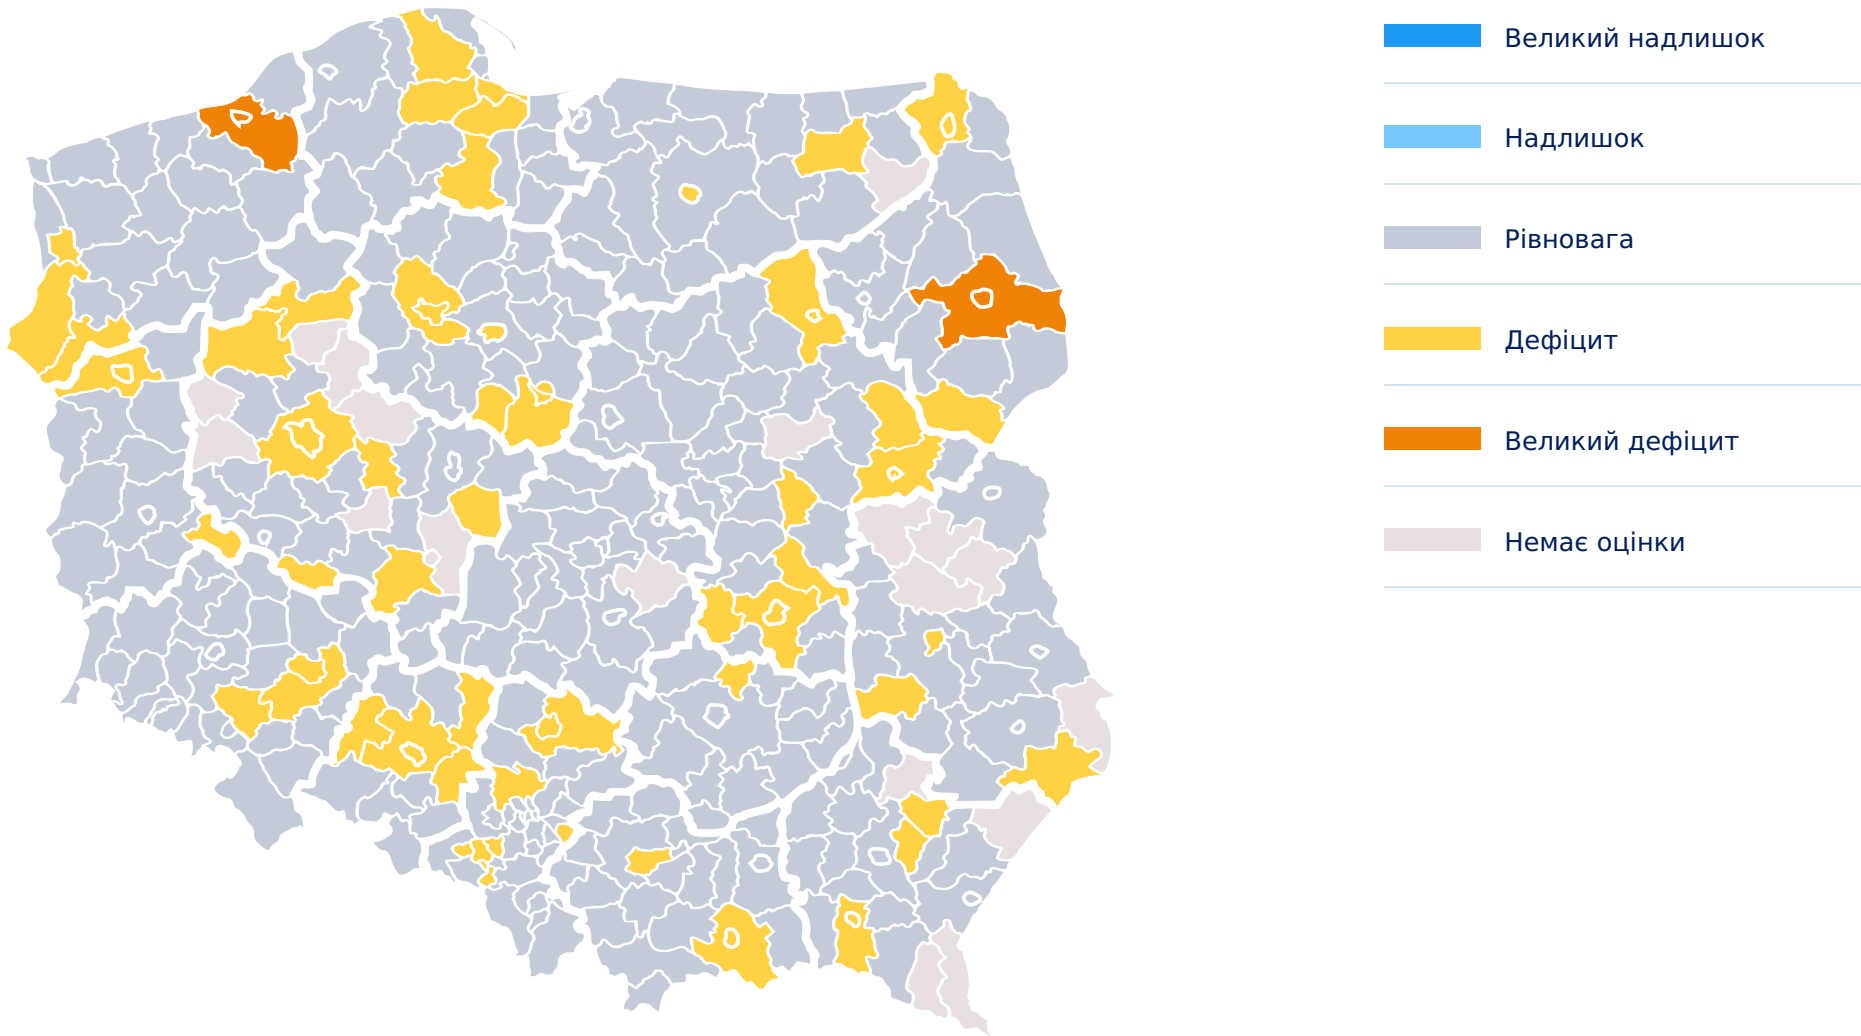 Великий надлишок
Надлишок
Рівновага
Дефіцит
Великий дефіцит
Немає оцінки